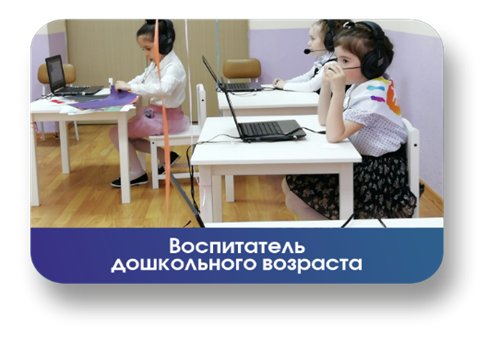 Воспитатель
дошкольного возраста